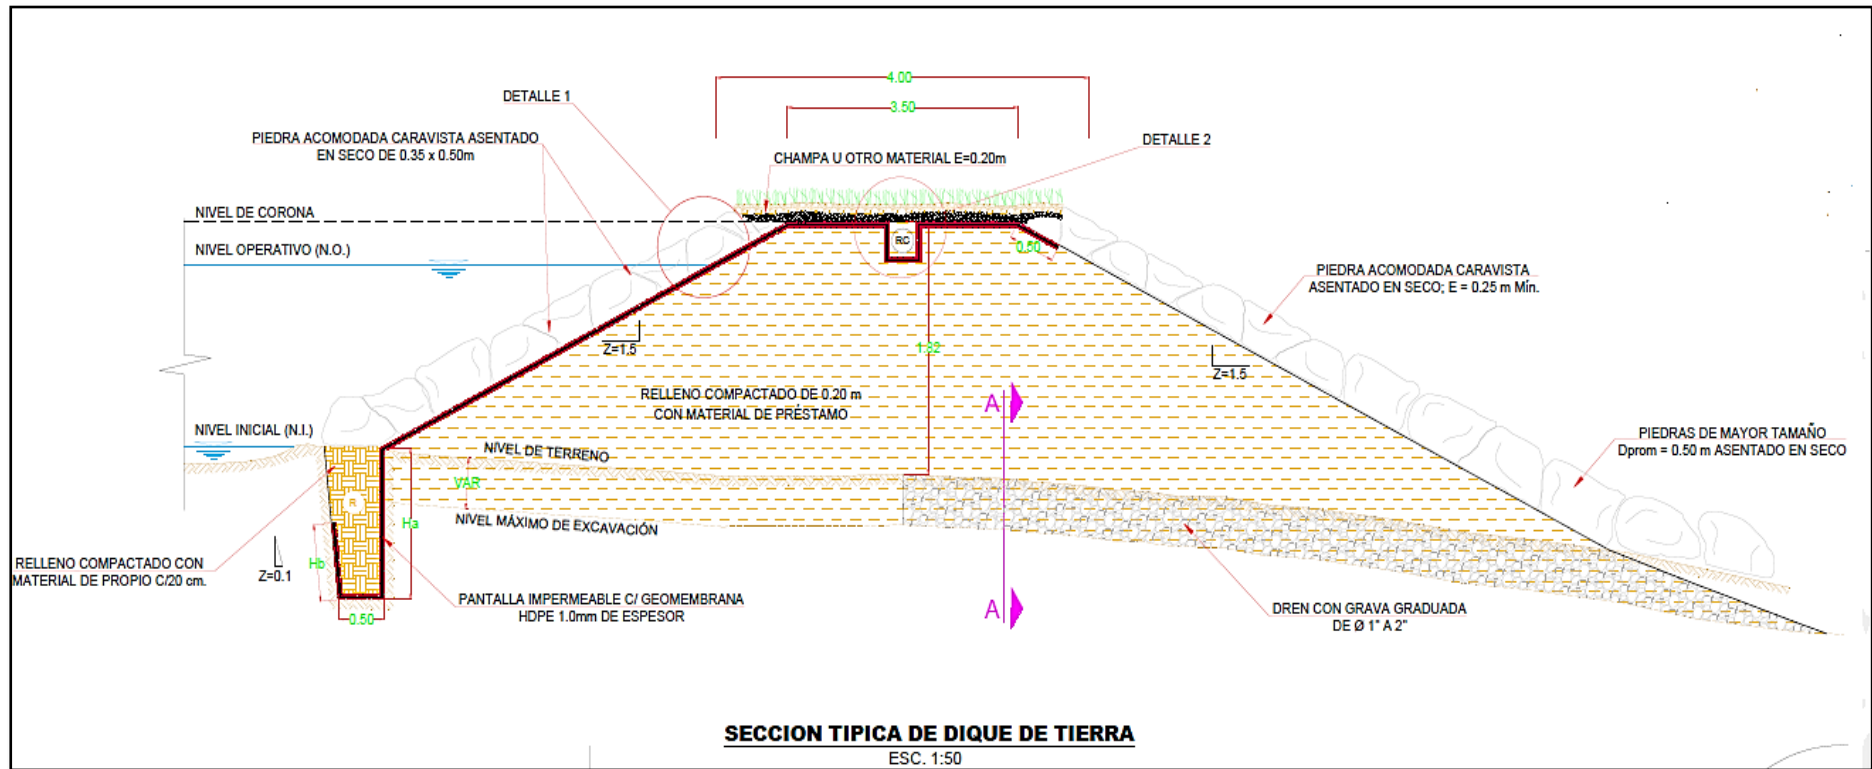 4.00
3.50
DETALLE 1
PIEDRA ACOMODADA CARAVISTA ASENTADO
EN SECO DE 0.35 x 0.50m
DETALLE 2
CHAMPA U OTRO MATERIAL E=0.20m
NIVEL DE CORONA
NIVEL OPERATIVO (N.O.)
RC
0.50
PIEDRA ACOMODADA CARAVISTA
ASENTADO EN SECO; E = 0.25 m Mín.
Z=1.5
1.82
Z=1.5
RELLENO COMPACTADO DE 0.20 m
CON MATERIAL DE PRÉSTAMO
A
NIVEL INICIAL (N.I.)
NIVEL DE TERRENO
PIEDRAS DE MAYOR TAMAÑO
Dprom = 0.50 m ASENTADO EN SECO
VAR
R
Ha
NIVEL MÁXIMO DE EXCAVACIÓN
Hb
RELLENO COMPACTADO CON
MATERIAL DE PROPIO C/20 cm.
Z=0.1
PANTALLA IMPERMEABLE C/ GEOMEMBRANA
HDPE 1.0mm DE ESPESOR
A
DREN CON GRAVA GRADUADA
DE Ø 1" A 2"
0.50
SECCION TIPICA DE DIQUE DE TIERRA
ESC. 1:50